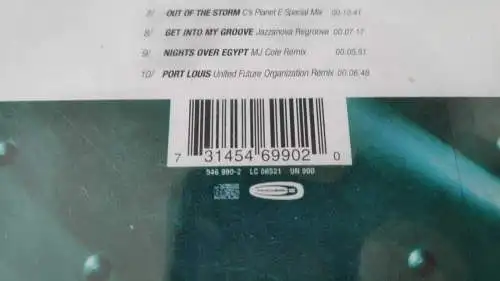 7/ OUT OF THE STORM C's Planet E Special Mix 00:10:41
8/ GET INTO MY GROOVE Jazzanova Regroove 00.07.17
9/ NIGHTS OVER EGYPT MJ Cole Remix 00.05.51
10/ PORT LOUIS United Future Organization Remix 00:06:48
7 31454 69902 0
546 990-2 LC 06521 UN 900